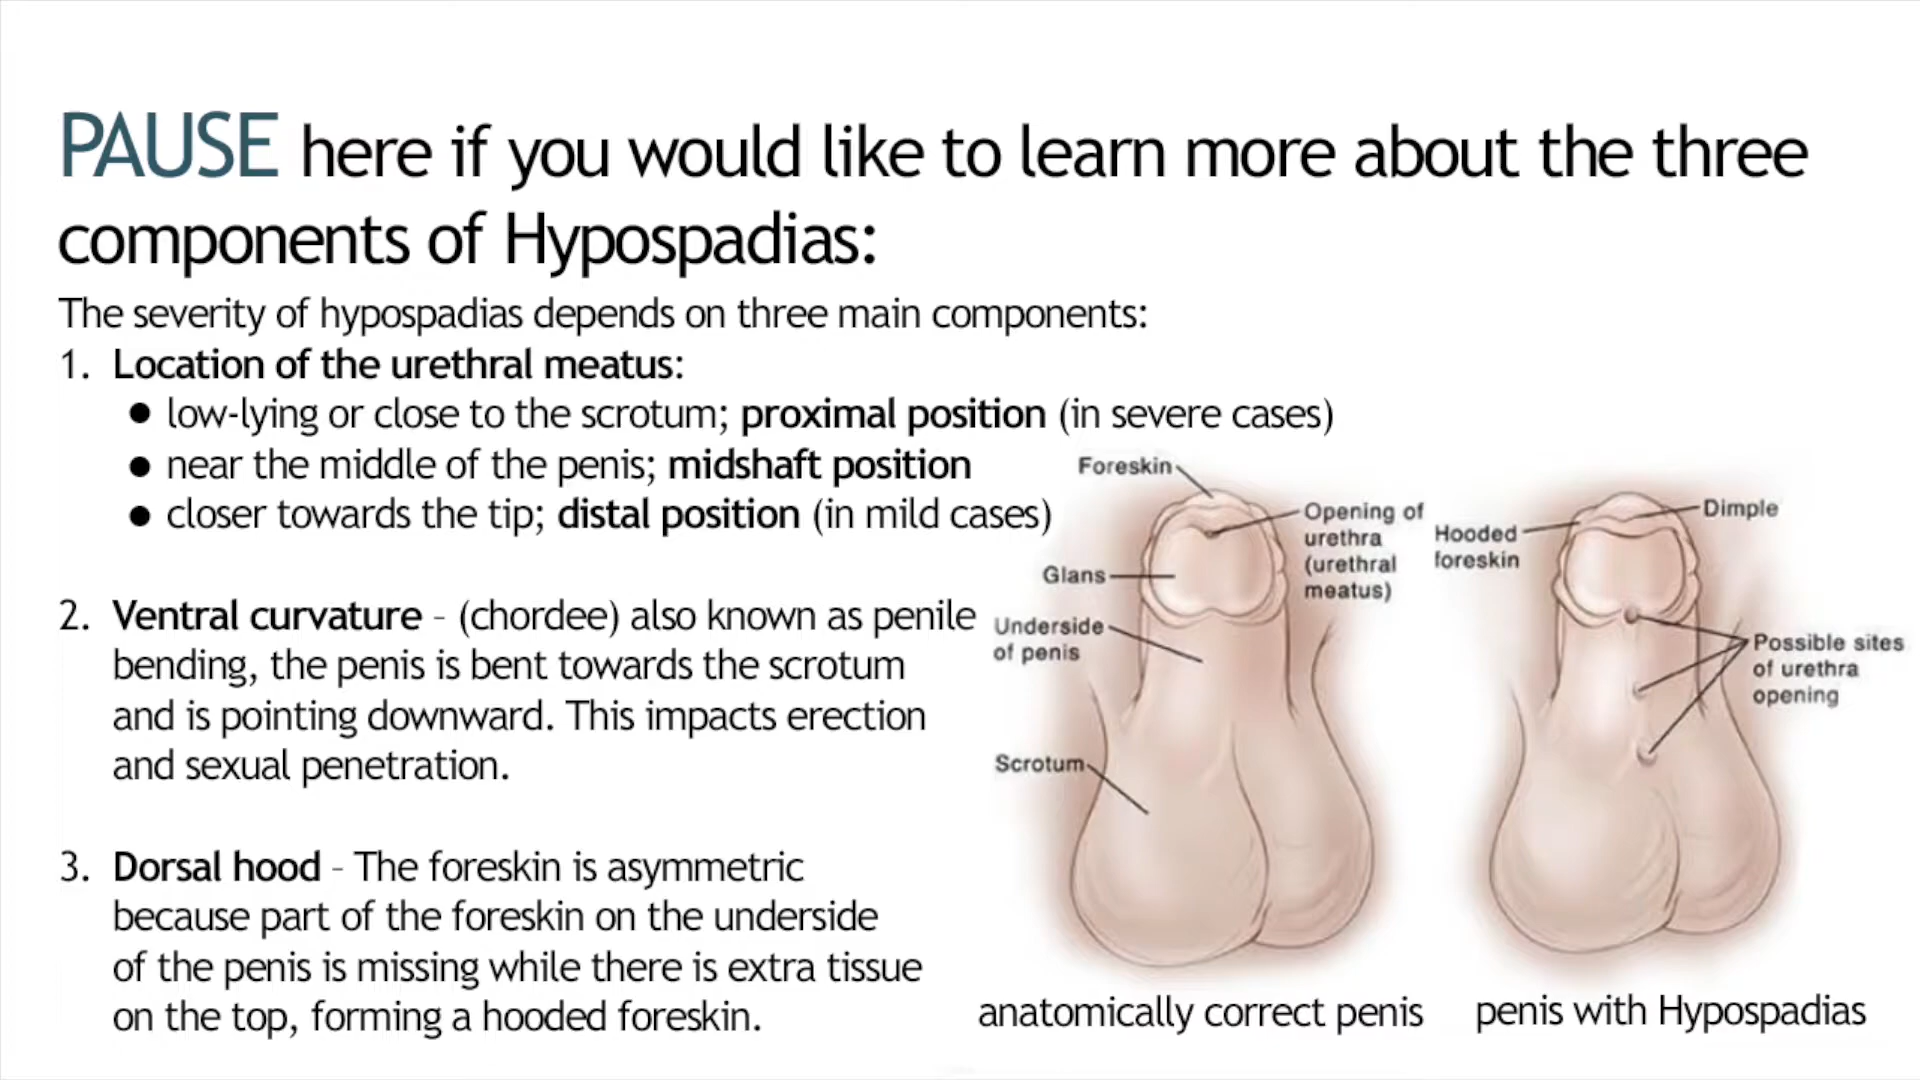 PAUSE here if you would like to learn more about the three
components of Hypospadias:
The severity of hypospadias depends on three main components:
1. Location of the urethral meatus:
● low-lying or close to the scrotum; proximal position (in severe cases)
● near the middle of the penis; midshaft position
● closer towards the tip; distal position (in mild cases)
2. Ventral curvature - (chordee) also known as penile
bending, the penis is bent towards the scrotum
and is pointing downward. This impacts erection
and sexual penetration.
3. Dorsal hood - The foreskin is asymmetric
because part of the foreskin on the underside
of the penis is missing while there is extra tissue
on the top, forming a hooded foreskin.
Foreskin
Opening of
urethra
(urethral
meatus)
Glans
Underside
of penis
Scrotum
anatomically correct penis
Hooded
foreskin
Dimple
Possible sites
of urethra
opening
penis with Hypospadias